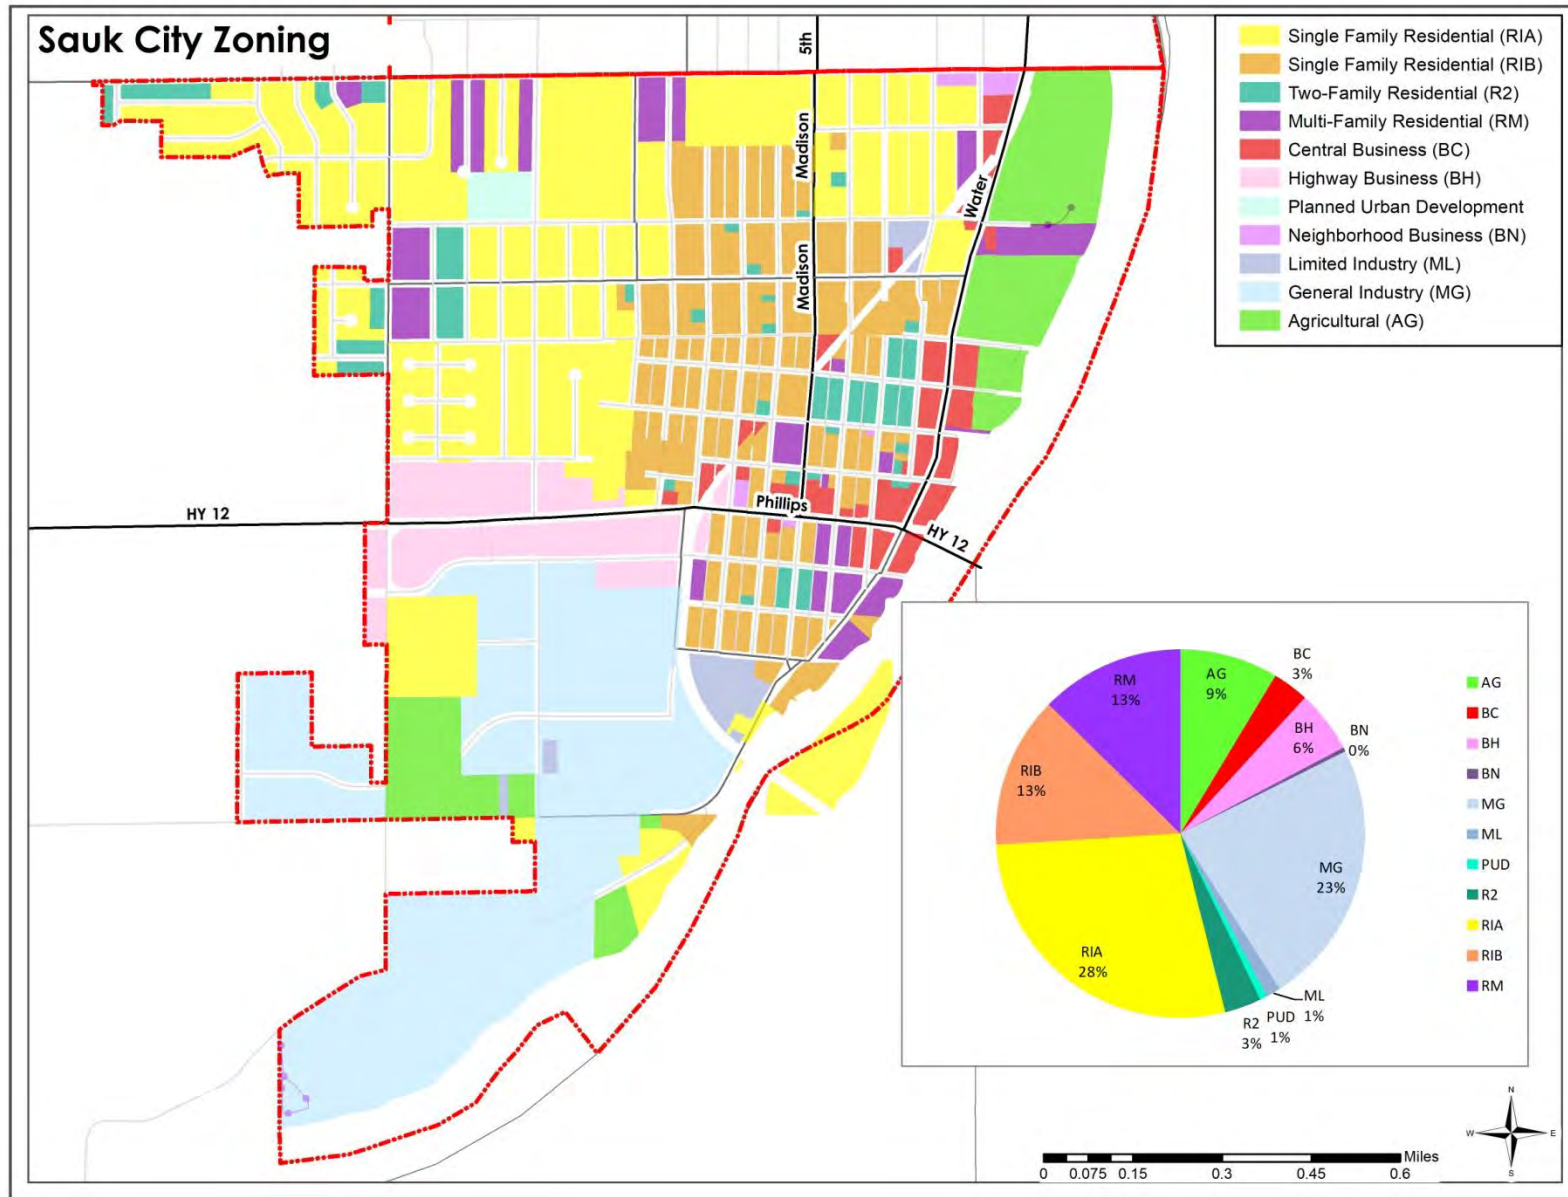 Sauk City Zoning
5th
Single Family Residential (RIA)
Single Family Residential (RIB)
Two-Family Residential (R2)
Multi-Family Residential (RM)
Central Business (BC)
Highway Business (BH)
Planned Urban Development
Neighborhood Business (BN)
Limited Industry (ML)
General Industry (MG)
Agricultural (AG)
Madison
Water
Madison
HY 12
Phillips
HY 12
AG
9%
BC
3%
BH
6%
BN
0%
MG
23%
ML
1%
PUD
1%
R2
3%
RIA
28%
RIB
13%
RM
13%
AG
BC
BH
BN
MG
ML
PUD
R2
RIA
RIB
RM
N
W
E
S
Miles
0 0.075 0.15 0.3 0.45 0.6